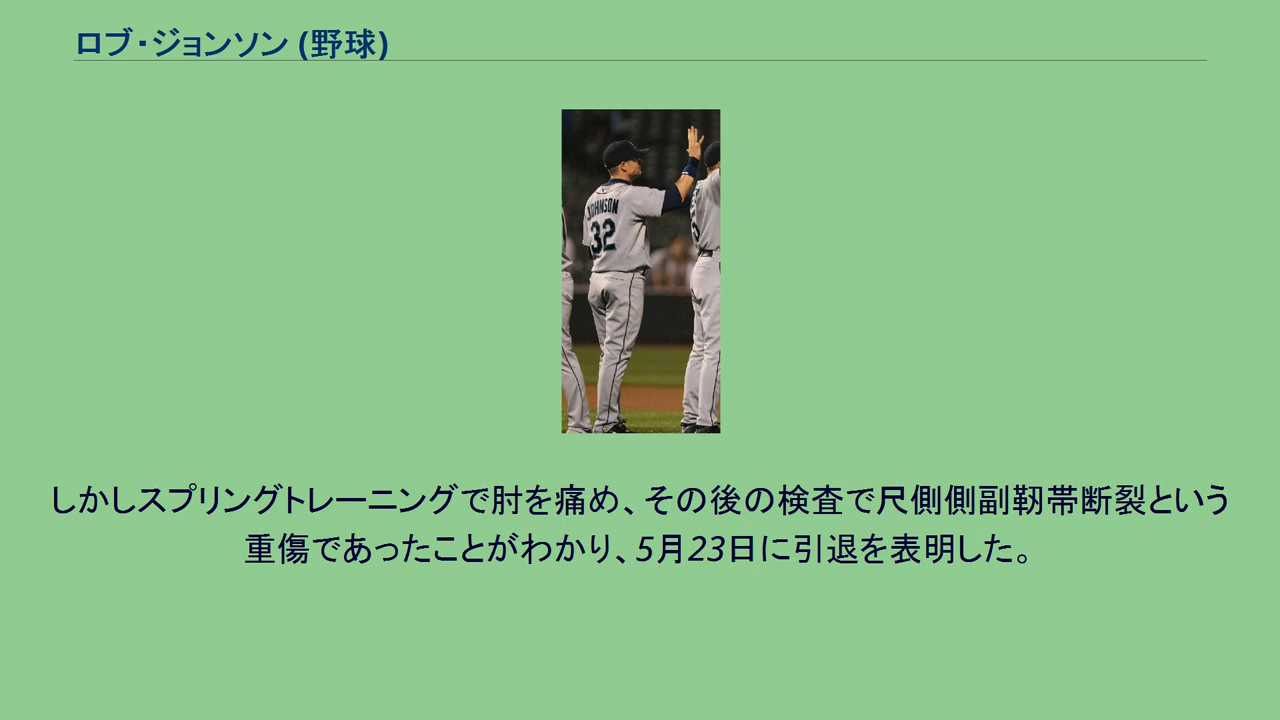 ロブ・ジョンソン (野球)
JOHNSON
32
しかしスプリングトレーニングで肘を痛め、その後の検査で尺側側副靭帯断裂という
重傷であったことがわかり、5月23日に引退を表明した。